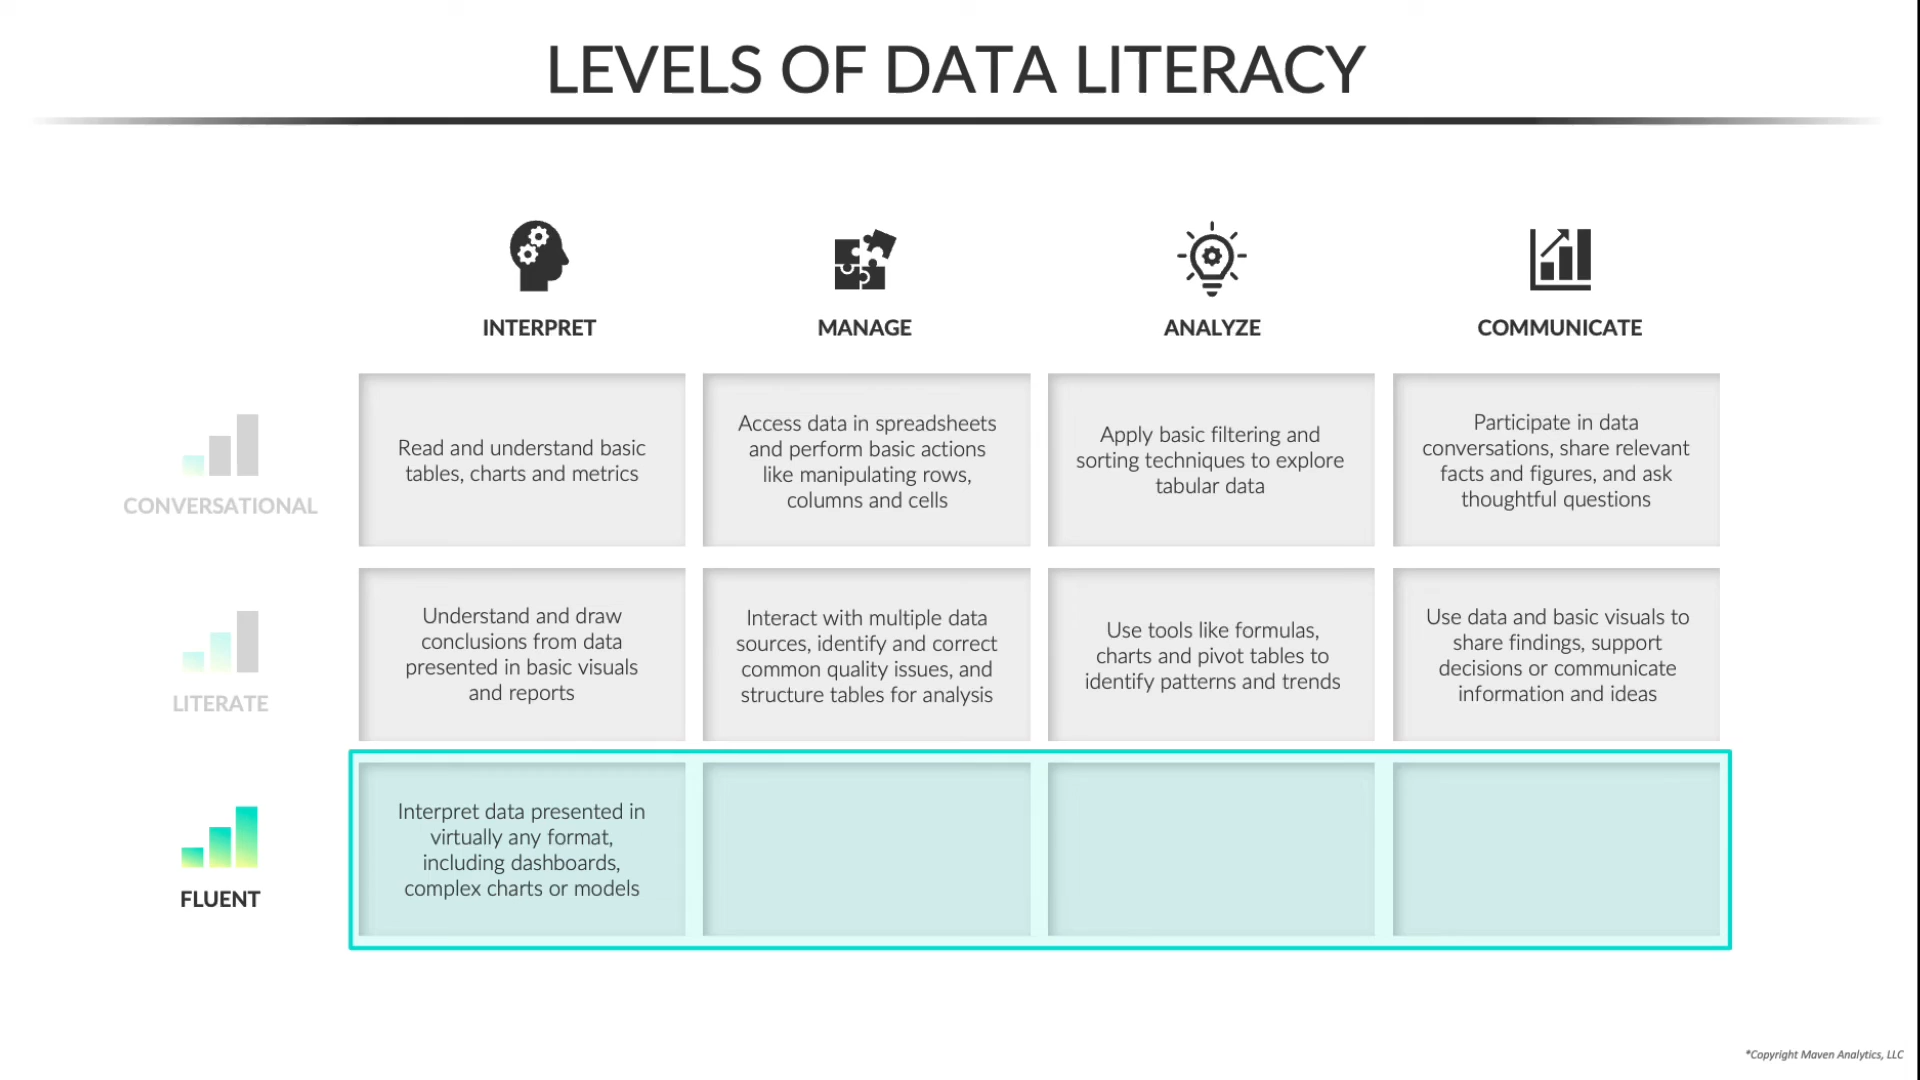 LEVELS OF DATA LITERACY
INTERPRET
MANAGE
ANALYZE
COMMUNICATE
CONVERSATIONAL
Read and understand basic
tables, charts and metrics
Access data in spreadsheets
and perform basic actions
like manipulating rows,
columns and cells
Apply basic filtering and
sorting techniques to explore
tabular data
Participate in data
conversations, share relevant
facts and figures, and ask
thoughtful questions
LITERATE
Understand and draw
conclusions from data
presented in basic visuals
and reports
Interact with multiple data
sources, identify and correct
common quality issues, and
structure tables for analysis
Use tools like formulas,
charts and pivot tables to
identify patterns and trends
Use data and basic visuals to
share findings, support
decisions or communicate
information and ideas
FLUENT
Interpret data presented in
virtually any format,
including dashboards,
complex charts or models
*Copyright Maven Analytics, LLC